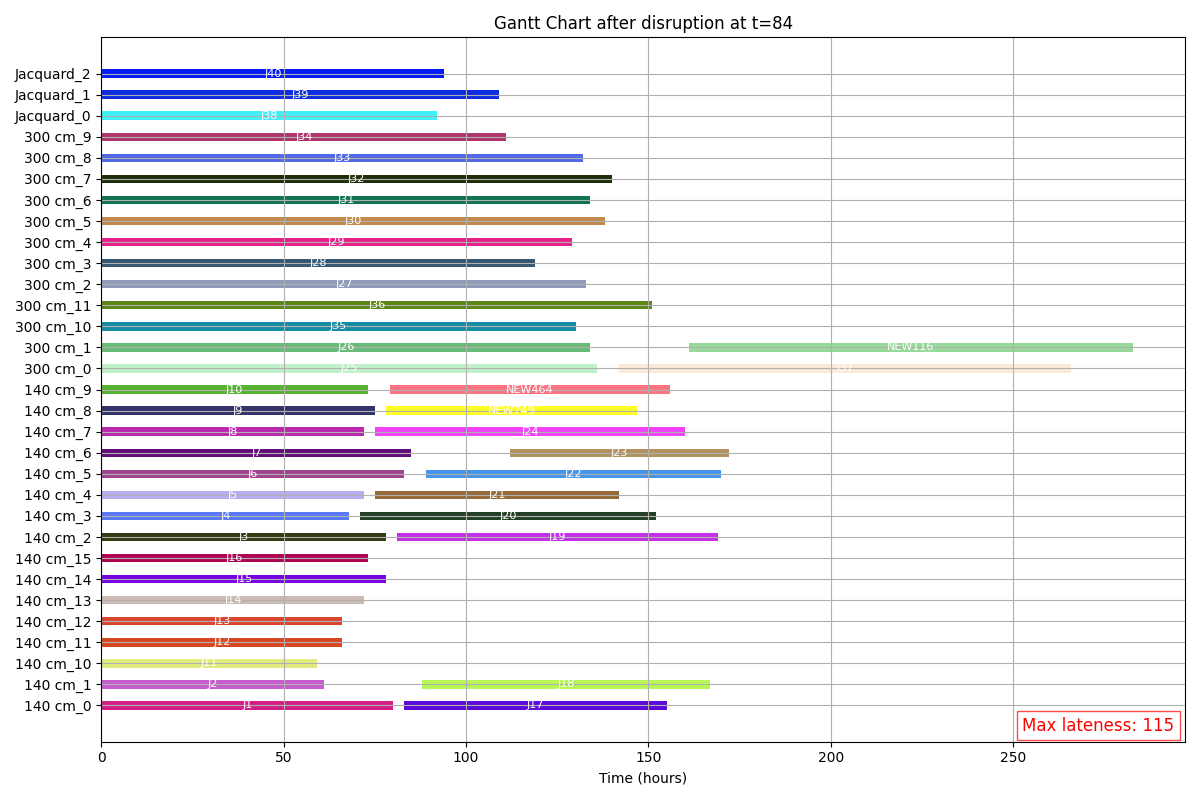 Gantt Chart after disruption at t=84
Jacquard_2 J40
Jacquard_1 J39
Jacquard_0 J38
300 cm_9 J34
300 cm_8 J33
300 cm_7 J32
300 cm_6 J31
300 cm_5 J30
300 cm_4 J29
300 cm_3 J28
300 cm_2 J27
300 cm_11 J36
300 cm_10 J35
300 cm_1 J26 NEW116
300 cm_0 J25 J37
140 cm_9 J10 NEW464
140 cm_8 J9
140 cm_7 J8 J24
140 cm_6 J7 J23
140 cm_5 J6 J22
140 cm_4 J5 J21
140 cm_3 J4 J20
140 cm_2 J3 J19
140 cm_15 J16
140 cm_14 J15
140 cm_13 J14
140 cm_12 J13
140 cm_11 J12
140 cm_10 J11
140 cm_1 J2 J18
140 cm_0 J1 J17
Max lateness: 115
0 50 100 150 200 250
Time (hours)